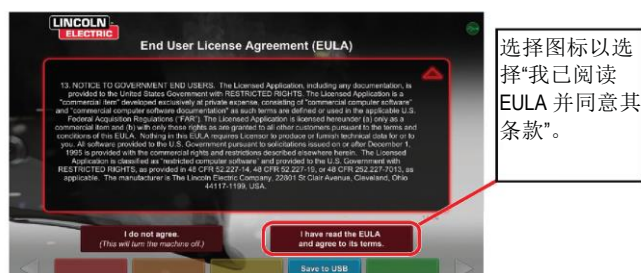 LINCOLN
ELECTRIC
End User License Agreement (EULA)
13. NOTICE TO GOVERNMENT END USERS. The Licensed Application, including any documentation, is
provided to the United States Government with RESTRICTED RIGHTS. The Licensed Application is a
"commercial item" developed exclusively at private expense, consisting of "commercial computer software"
and "commercial computer software documentation" as such terms are defined or used in the applicable U.S.
Federal Acquisition Regulations ("FAR"). The Licensed Application is licensed hereunder (a) only as a
commercial item and (b) with only those rights as are granted to all other customers pursuant to the terms and
conditions of this EULA. Nothing in this EULA requires Licensor to produce or furnish technical data for or to
you. All software provided to the U.S. Government pursuant to solicitations issued on or after December 1,
1995 is provided with the commercial rights and restrictions described elsewhere herein. The Licensed
Application is classified as "restricted computer software" and provided to the U.S. Government with
RESTRICTED RIGHTS, as provided in 48 CFR 52.227-14, 48 CFR 52.227-19, or 48 CFR 252.227-7013, as
applicable. The manufacturer is The Lincoln Electric Company, 22801 St Clair Avenue, Cleveland, Ohio
44117-1199, USA.
I do not agree.
(This will turn the machine off.)
I have read the EULA
and agree to its terms.
Save to USB
选择图标以选
择“我已阅读
EULA 并同意其
条款”。